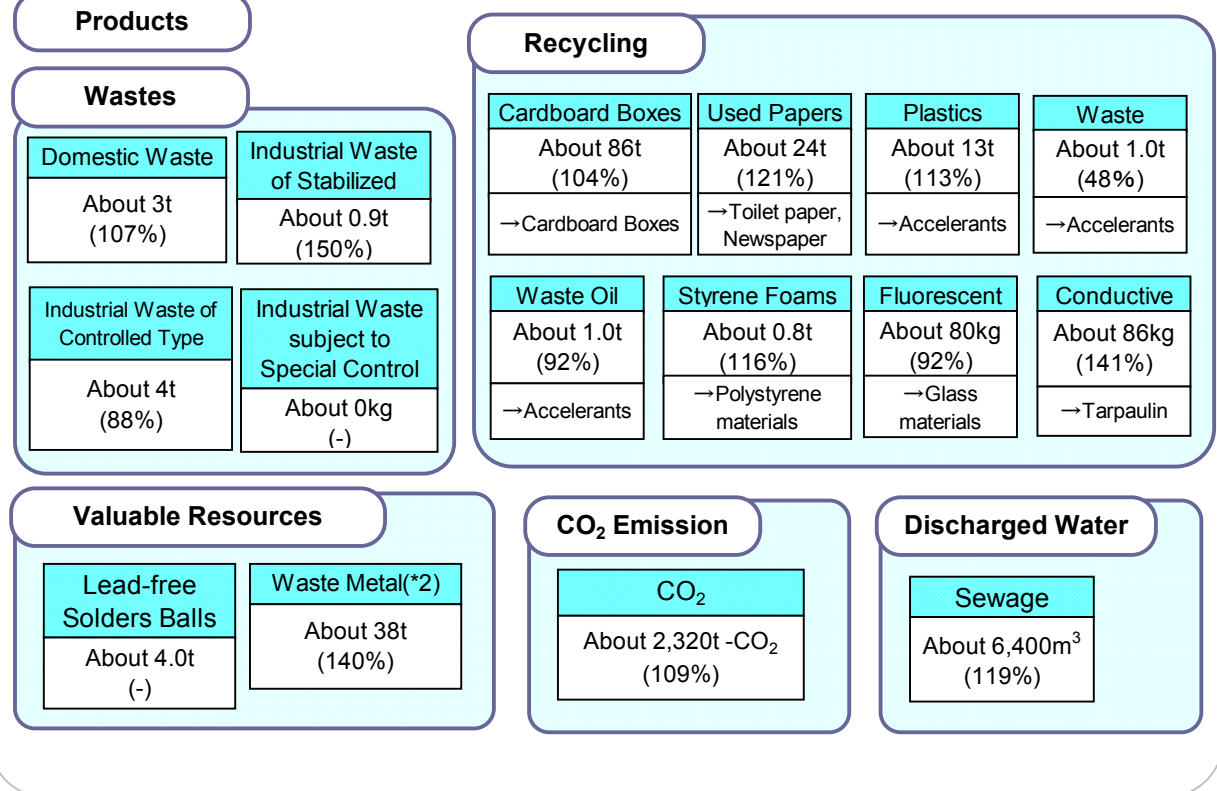 Products
Wastes
Domestic Waste
About 3t
(107%)
Industrial Waste
of Stabilized
About 0.9t
(150%)
Industrial Waste of
Controlled Type
About 4t
(88%)
Industrial Waste
subject to
Special Control
About 0kg
(-)
Recycling
Cardboard Boxes
About 86t
(104%)
→Cardboard Boxes
Used Papers
About 24t
(121%)
→Toilet paper,
Newspaper
Plastics
About 13t
(113%)
→Accelerants
Waste
About 1.0t
(48%)
→Accelerants
Waste Oil
About 1.0t
(92%)
→Accelerants
Styrene Foams
About 0.8t
(116%)
→Polystyrene
materials
Fluorescent
About 80kg
(92%)
→Glass
materials
Conductive
About 86kg
(141%)
→Tarpaulin
Valuable Resources
Lead-free
Solders Balls
About 4.0t
(-)
Waste Metal(*2)
About 38t
(140%)
CO₂ Emission
CO₂
About 2,320t -CO₂
(109%)
Discharged Water
Sewage
About 6,400m³
(119%)